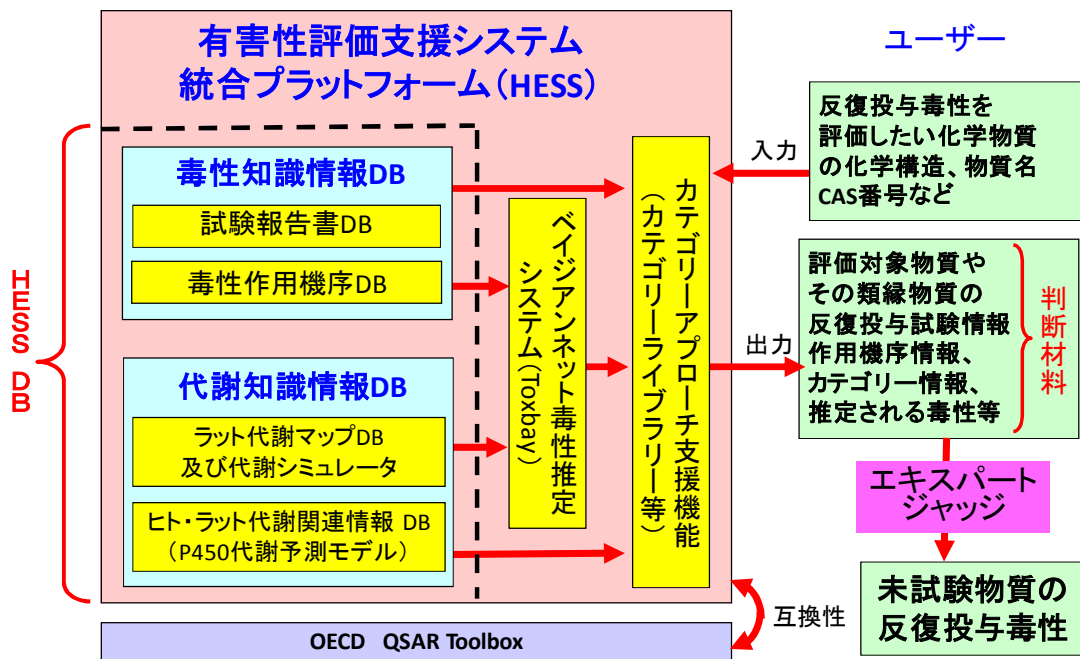 有害性評価支援システム
統合プラットフォーム(HESS)
HESS DB
毒性知識情報DB
試験報告書DB
毒性作用機序DB
代謝知識情報DB
ラット代謝マップDB
及び代謝シミュレータ
ヒト・ラット代謝関連情報 DB
(P450代謝予測モデル)
ベイジアンネット毒性推定
システム(Toxbay)
カテゴリーアプローチ支援機能
(カテゴリーライブラリー等)
OECD QSAR Toolbox
互換性
ユーザー
入力
反復投与毒性を
評価したい化学物質
の化学構造、物質名
CAS番号など
出力
評価対象物質や
その類縁物質の
反復投与試験情報
作用機序情報、
カテゴリー情報、
推定される毒性等
判断材料
エキスパート
ジャッジ
未試験物質の
反復投与毒性